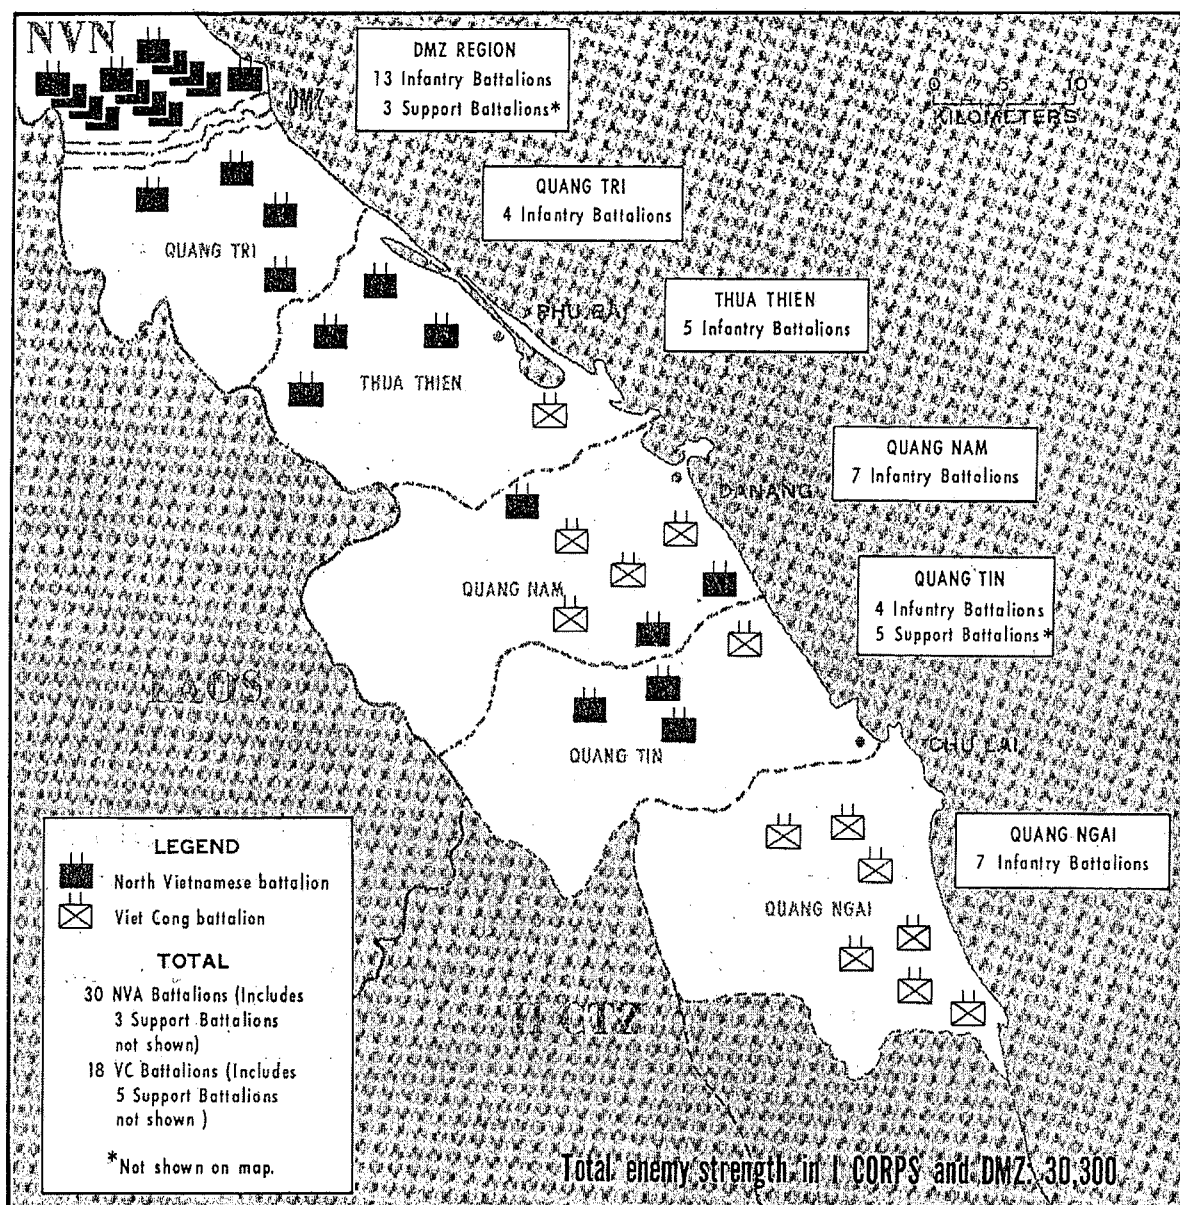 NVN
DMZ
DMZ REGION
13 Infantry Battalions
3 Support Battalions*
0 5 10
KILOMETERS
QUANG TRI
4 Infantry Battalions
QUANG TRI
THUA THIEN
5 Infantry Battalions
PHU BAI
THUA THIEN
QUANG NAM
7 Infantry Battalions
DANANG
QUANG NAM
QUANG TIN
4 Infuntry Battalions
5 Support Battalions*
LAOS
QUANG TIN
CHU LAI
QUANG NGAI
7 Infantry Battalions
QUANG NGAI
II CTZ
LEGEND
North Vietnamese battalion
Viet Cong battalion
TOTAL
30 NVA Battalions (Includes
3 Support Battalions
not shown)
18 VC Battalions (Includes
5 Support Battalions
not shown )
*Not shown on map.
Total enemy strength in I CORPS and DMZ: 30,300